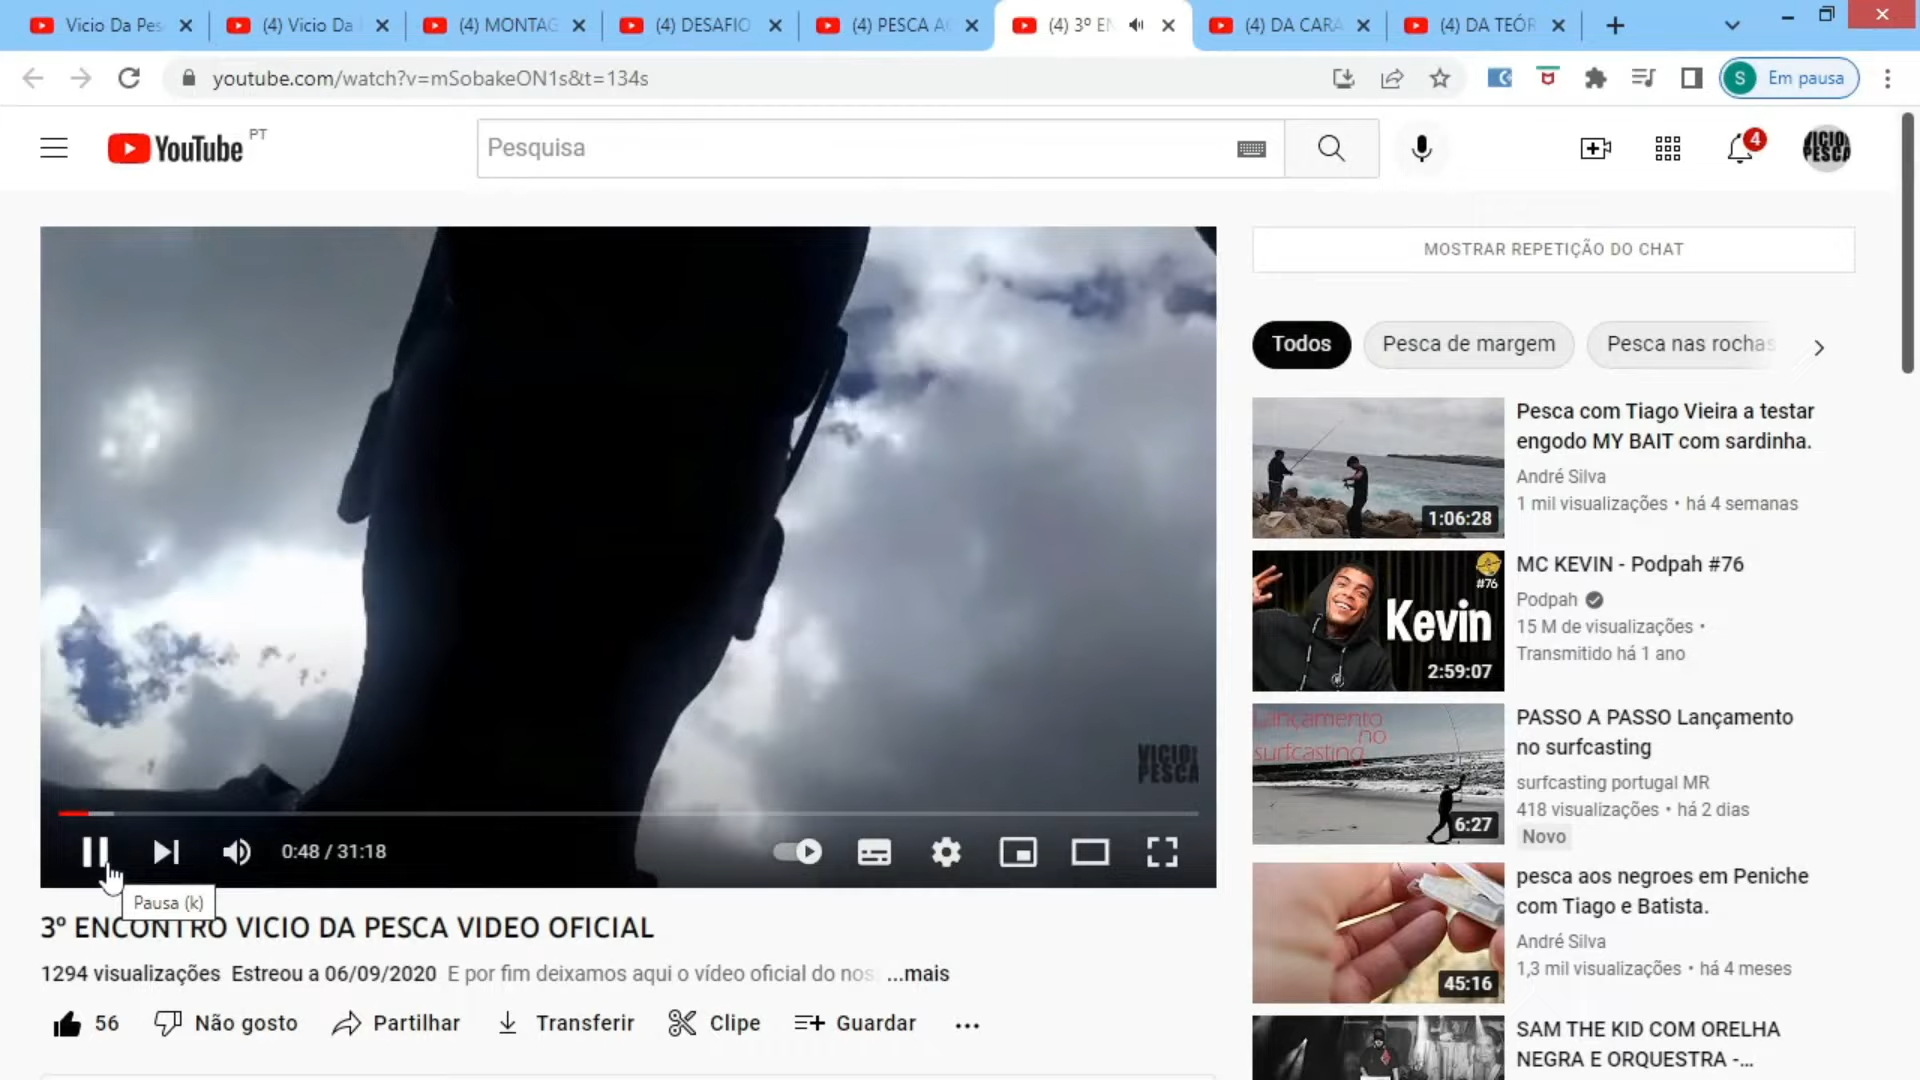 Vicio Da Pes
(4) Vicio Da
(4) MONTAG
(4) DESAFIO
(4) PESCA A
(4) 3º EN
(4) DA CARA
(4) DA TEÓR
youtube.com/watch?v=mSobakeON1s&t=134s
S Em pausa
YouTube PT
Pesquisa
4
VICIO!
PESCA
MOSTRAR REPETIÇÃO DO CHAT
Todos
Pesca de margem
Pesca nas rochas
VICIO!
PESCA
0:48 / 31:18
Pausa (k)
3º ENCONTRO VICIO DA PESCA VIDEO OFICIAL
1294 visualizações Estreou a 06/09/2020 E por fim deixamos aqui o vídeo oficial do nos ...mais
56
Não gosto
Partilhar
Transferir
Clipe
Guardar
1:06:28
Pesca com Tiago Vieira a testar
engodo MY BAIT com sardinha.
André Silva
1 mil visualizações • há 4 semanas
#76
Kevin
2:59:07
MC KEVIN - Podpah #76
Podpah
15 M de visualizações •
Transmitido há 1 ano
Lançamento
no
surfcasting
6:27
PASSO A PASSO Lançamento
no surfcasting
surfcasting portugal MR
418 visualizações • há 2 dias
Novo
45:16
pesca aos negroes em Peniche
com Tiago e Batista.
André Silva
1,3 mil visualizações • há 4 meses
SAM THE KID COM ORELHA
NEGRA E ORQUESTRA -...